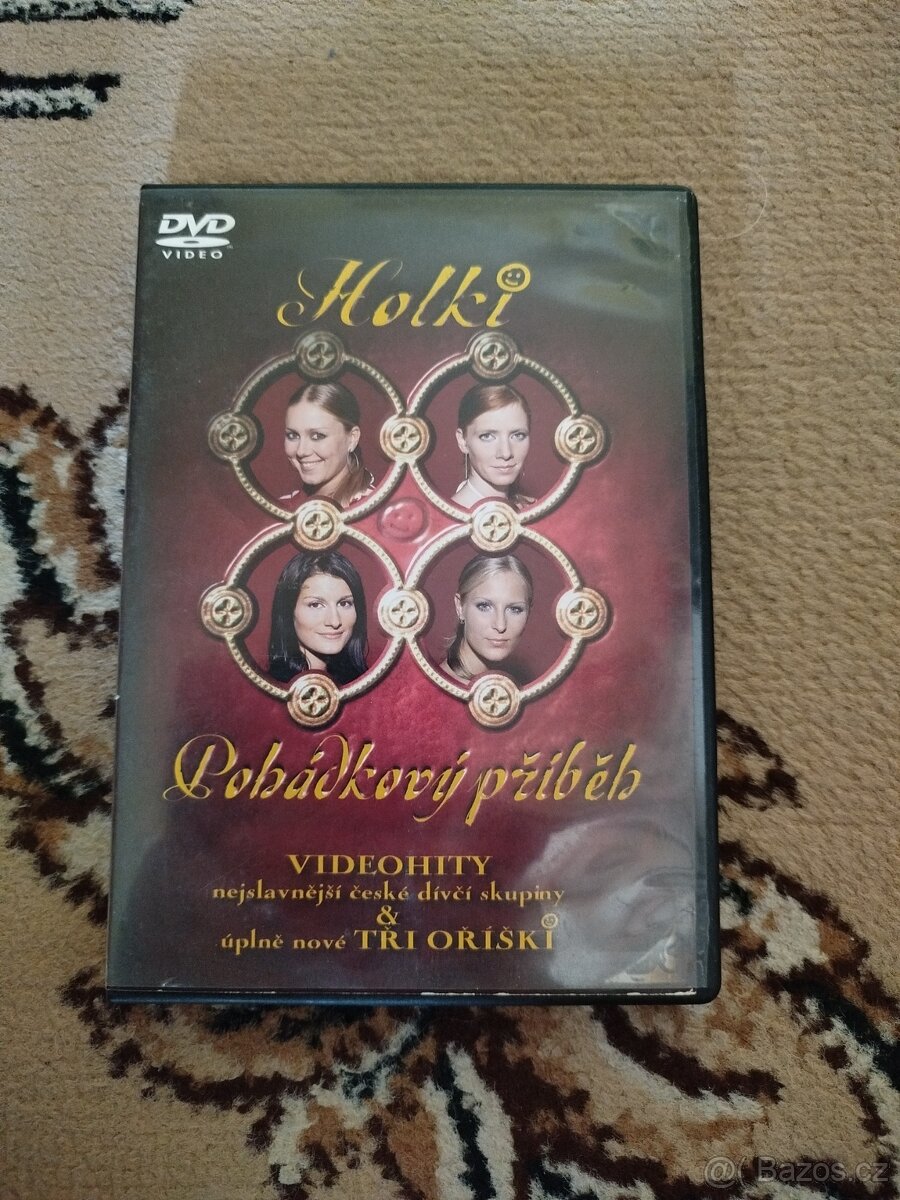 DVD
VIDEO
Holki
Pohádkový příběh
VIDEOHITY
nejslavnější české dívčí skupiny
&
úplně nové TŘI OŘÍŠKI
@ Bazos.cz